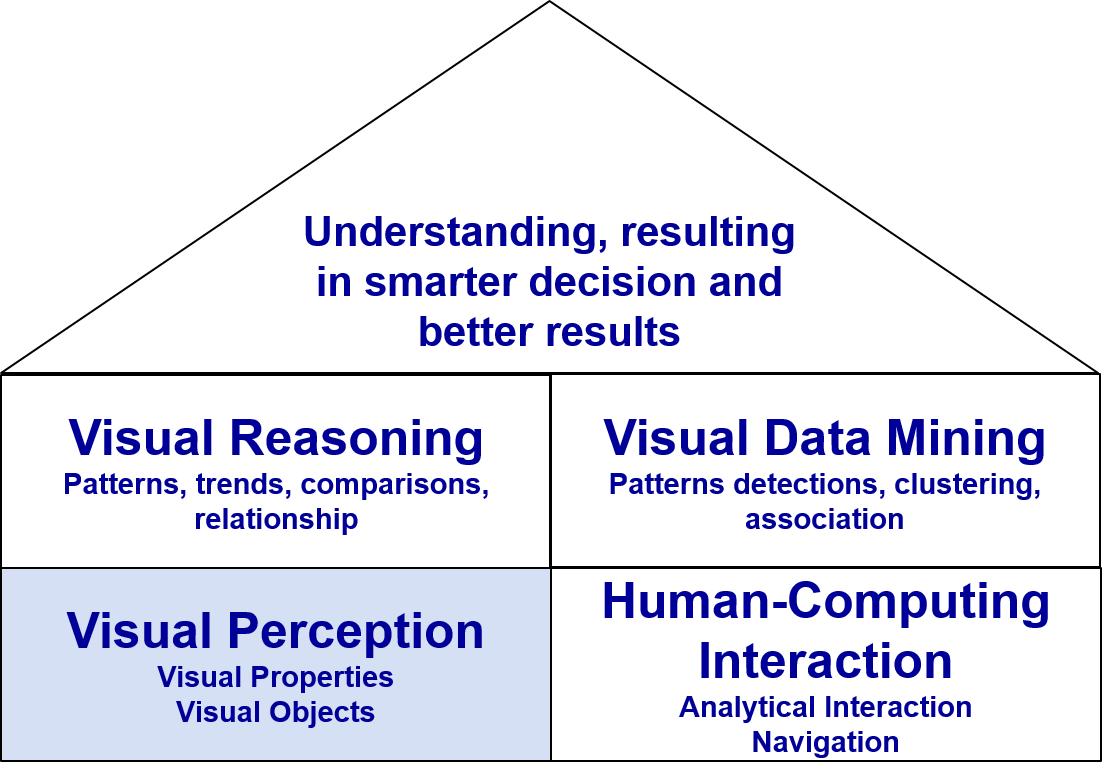 Understanding, resulting
in smarter decision and
better results
Visual Reasoning
Patterns, trends, comparisons,
relationship
Visual Data Mining
Patterns detections, clustering,
association
Visual Perception
Visual Properties
Visual Objects
Human-Computing
Interaction
Analytical Interaction
Navigation